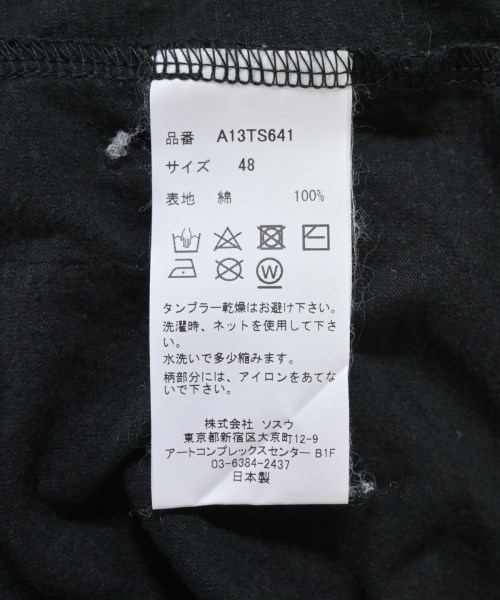 品番 A13TS641
サイズ 48
表地 綿 100%
W
タンブラー乾燥はお避け下さい。
洗濯時、ネットを使用して下さ
い。
水洗いで多少縮みます。
柄部分には、アイロンをあてな
いで下さい。
株式会社 ソスウ
東京都新宿区大京町12-9
アートコンプレックスセンター B1F
03-6384-2437
日本製